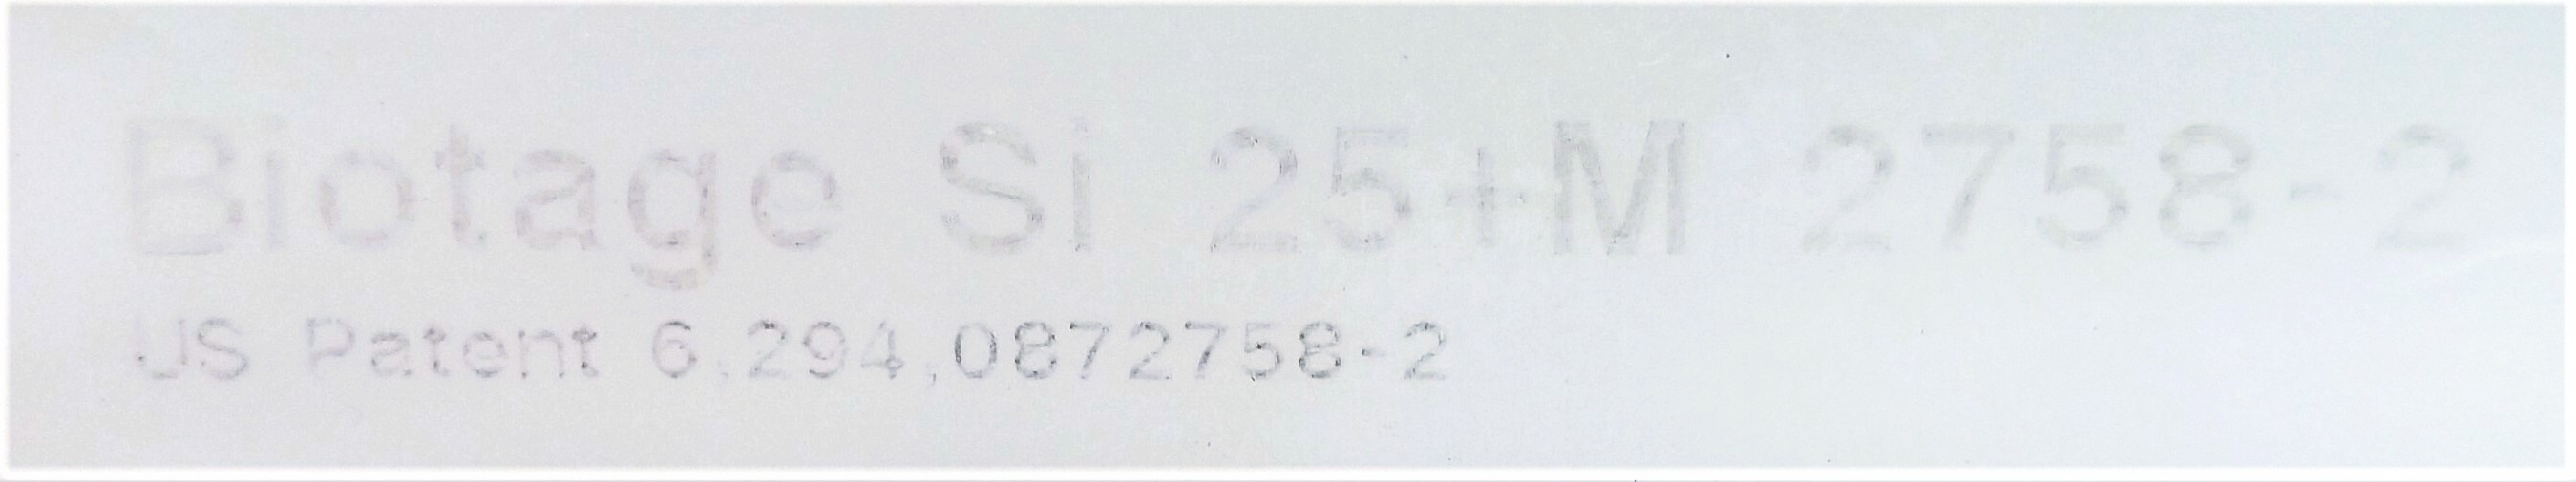 Biotage Si 25+M 2758-2
US Patent 6,294,0872758-2